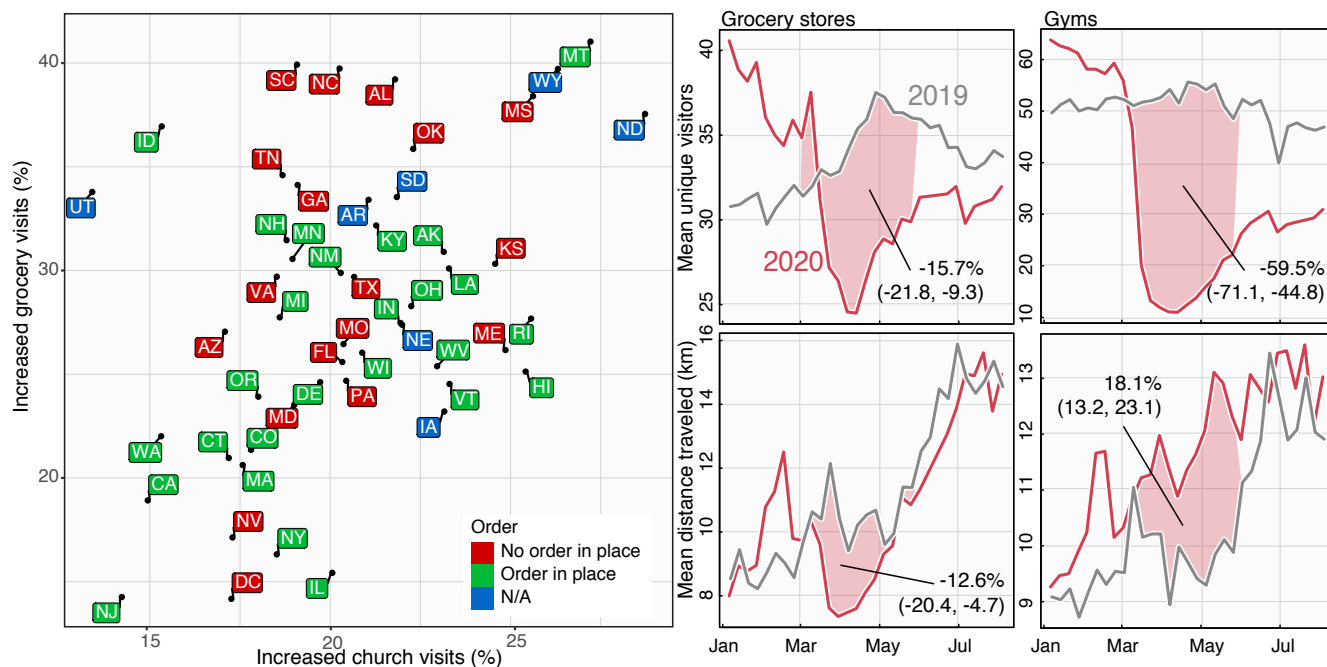 Grocery stores
Gyms
Increased grocery visits (%)
40
30
20
15
20
25
Increased church visits (%)
MT
SC
NC
WY
AL
MS
ND
OK
ID
TN
SD
GA
UT
AR
NH
MN
KY
AK
KS
NM
LA
VA
TX
OH
MI
IN
MO
ME
RI
AZ
NE
FL
WV
WI
OR
HI
DE
PA
VT
MD
IA
CT
CO
WA
MA
CA
NV
NY
DC
IL
NJ
Order
No order in place
Order in place
N/A
Mean unique visitors
40
35
30
25
2019
2020
-15.7%
(-21.8, -9.3)
60
50
40
30
20
10
-59.5%
(-71.1, -44.8)
Mean distance traveled (km)
16
14
12
10
8
-12.6%
(-20.4, -4.7)
Jan
Mar
May
Jul
13
12
11
10
9
18.1%
(13.2, 23.1)
Jan
Mar
May
Jul